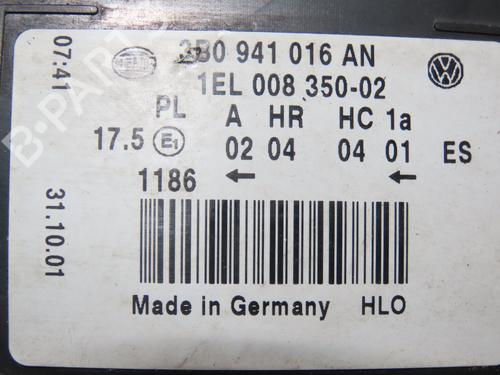 07:41
HELLA
3B0 941 016 AN
1EL 008 350-02
PL A HR HC 1a
17.5 E1 02 04 04 01 ES
1186 ← ←
31.10.01
Made in Germany HLO